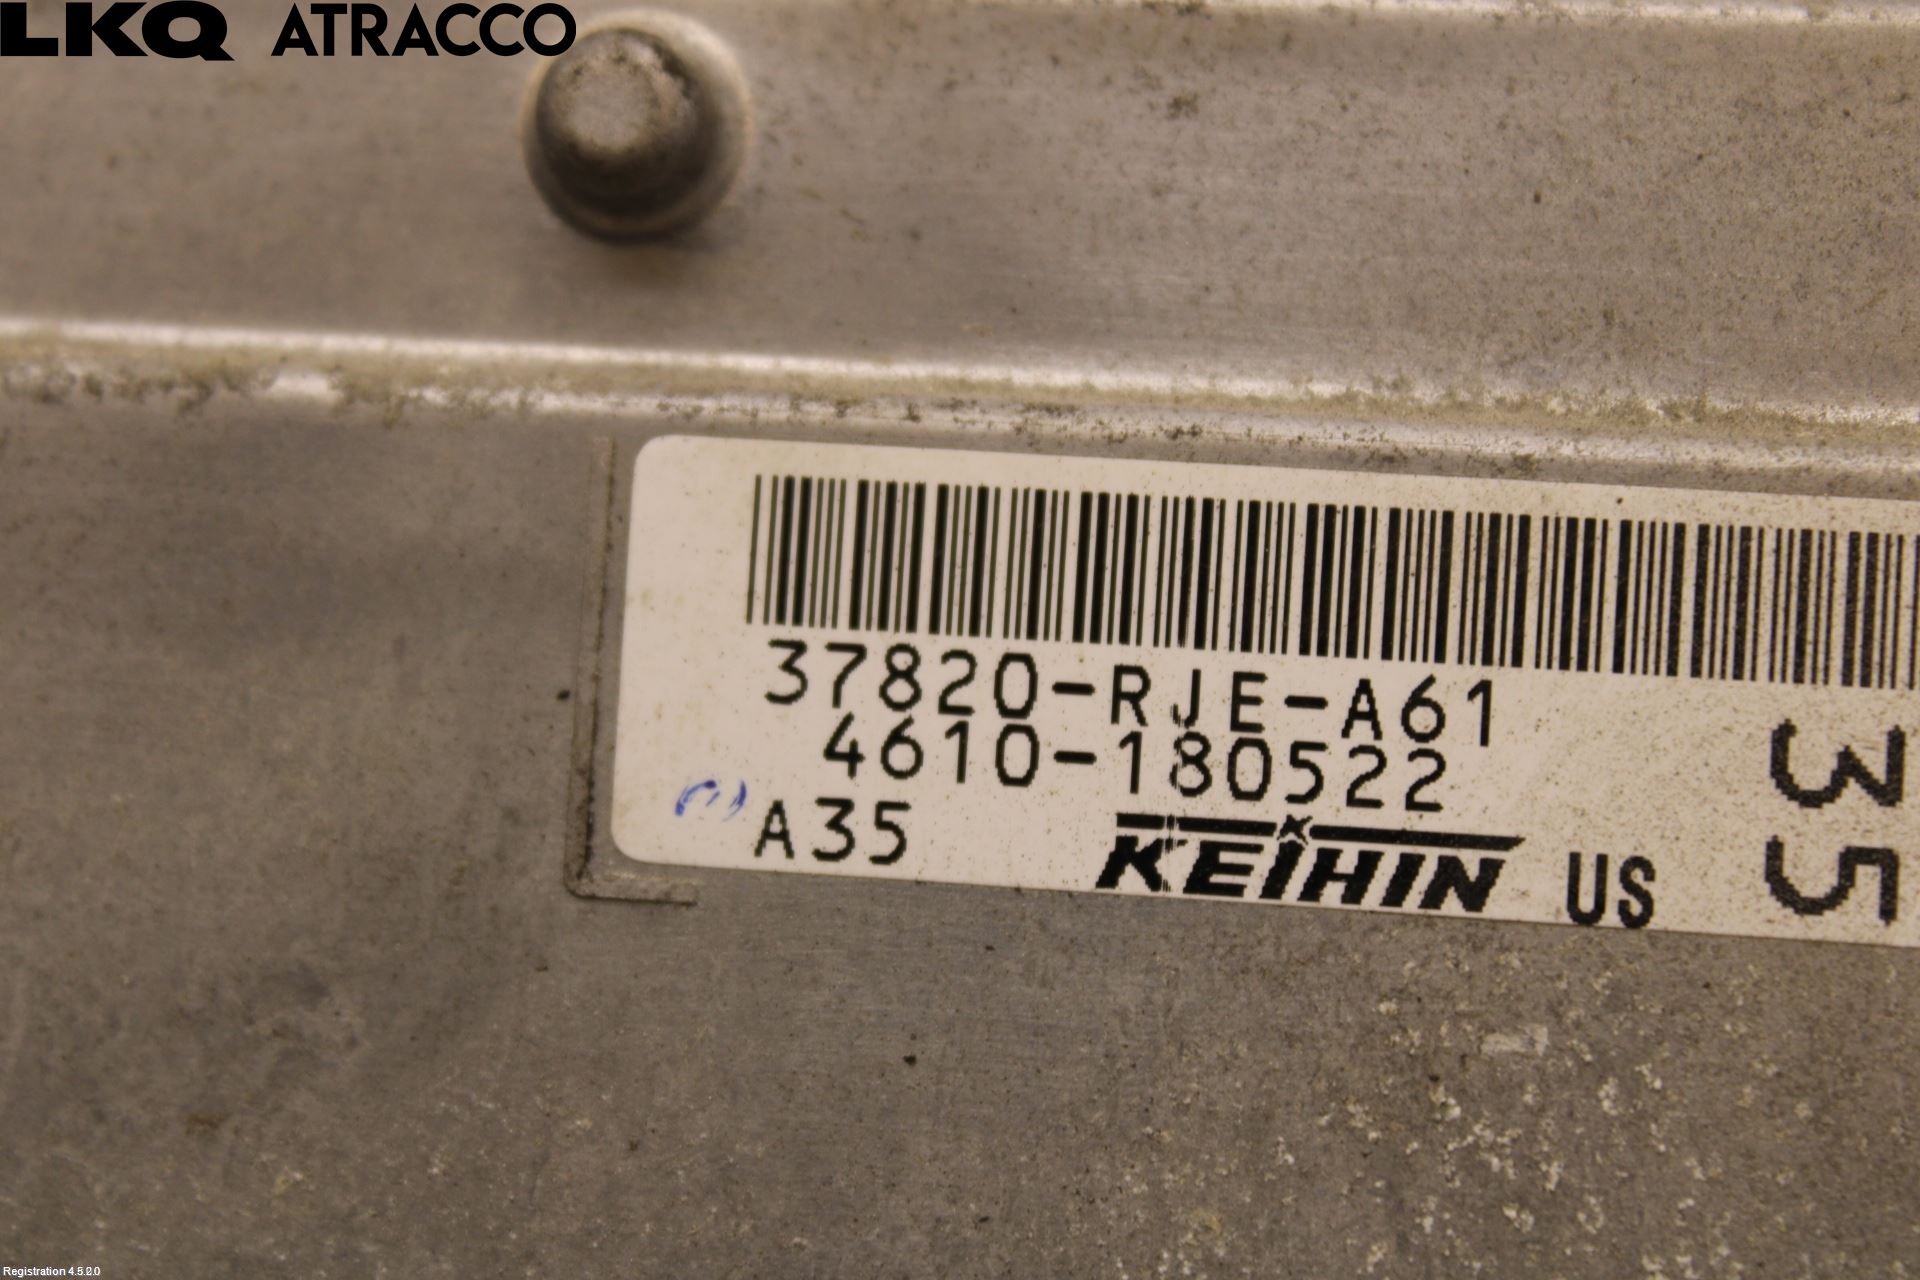 LKQ ATRACCO
37820-RJE-A61
4610-180522
A35
KEIHIN US
35
Registration 4.5.2.0